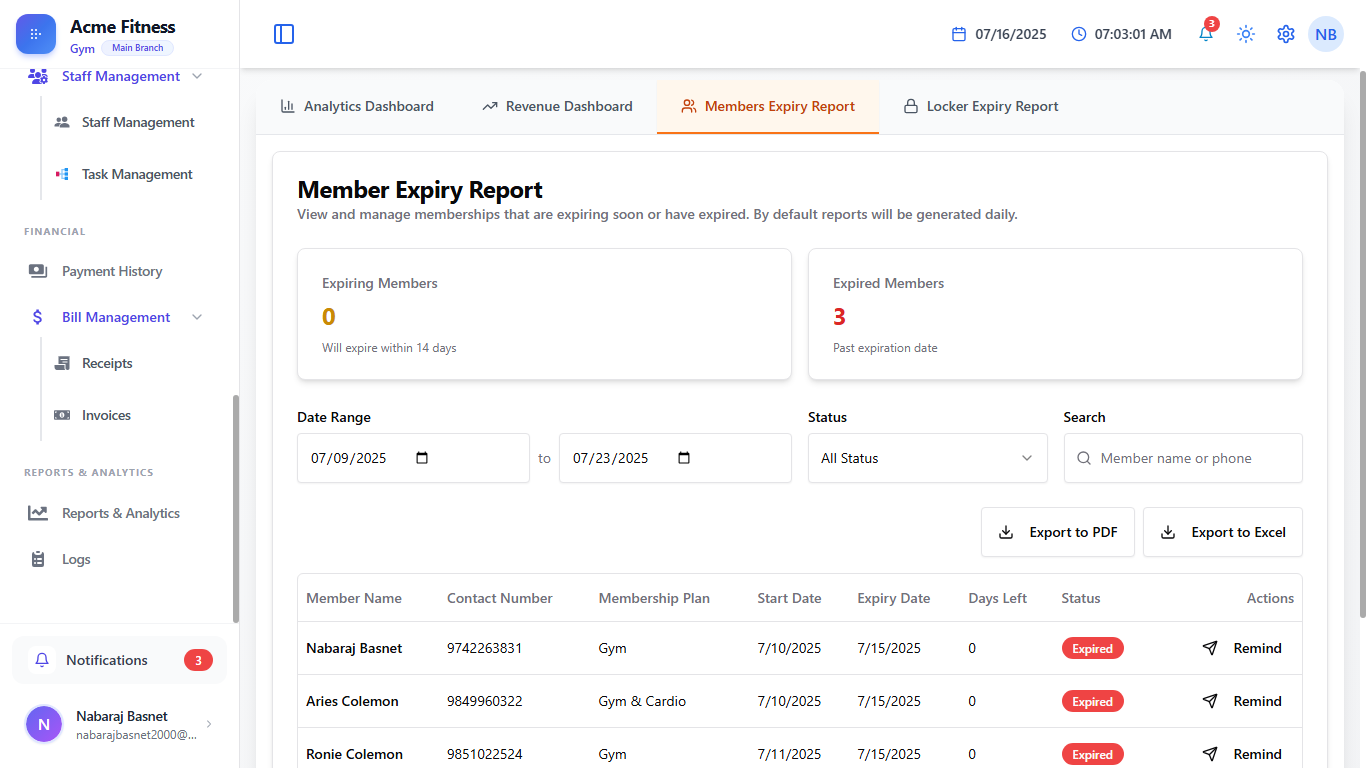 Acme Fitness
Gym Main Branch
Staff Management
Staff Management
Task Management
FINANCIAL
Payment History
Bill Management
Receipts
Invoices
REPORTS & ANALYTICS
Reports & Analytics
Logs
Notifications 3
N
Nabaraj Basnet
nabarajbasnet2000@...
07/16/2025 07:03:01 AM 3 NB
Analytics Dashboard Revenue Dashboard Members Expiry Report Locker Expiry Report
Member Expiry Report
View and manage memberships that are expiring soon or have expired. By default reports will be generated daily.
Expiring Members
0
Will expire within 14 days
Expired Members
3
Past expiration date
Date Range Status Search
07/09/2025 to 07/23/2025 All Status Member name or phone
Export to PDF Export to Excel
Member Name Contact Number Membership Plan Start Date Expiry Date Days Left Status Actions
Nabaraj Basnet 9742263831 Gym 7/10/2025 7/15/2025 0 Expired Remind
Aries Colemon 9849960322 Gym & Cardio 7/10/2025 7/15/2025 0 Expired Remind
Ronie Colemon 9851022524 Gym 7/11/2025 7/15/2025 0 Expired Remind